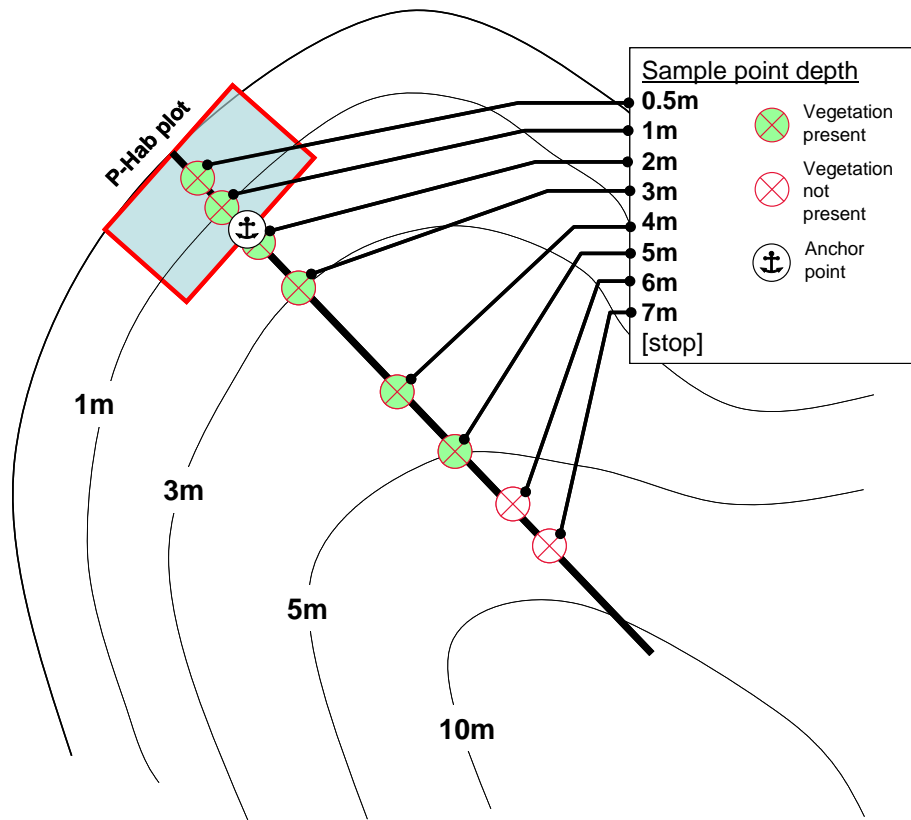 P-Hab plot
Sample point depth
0.5m
1m
2m
3m
4m
5m
6m
7m
[stop]
Vegetation
present
Vegetation
not
present
Anchor
point
1m
3m
5m
10m